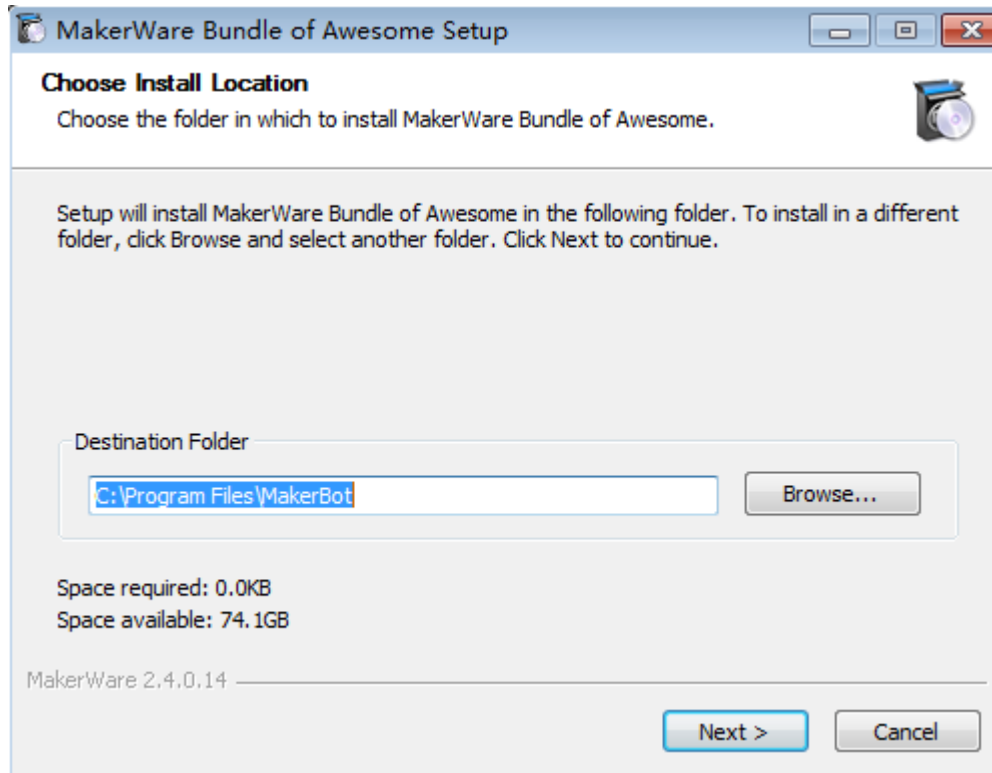 MakerWare Bundle of Awesome Setup
Choose Install Location
Choose the folder in which to install MakerWare Bundle of Awesome.
Setup will install MakerWare Bundle of Awesome in the following folder. To install in a different
folder, click Browse and select another folder. Click Next to continue.
Destination Folder
C:\Program Files\MakerBot
Browse...
Space required: 0.0KB
Space available: 74.1GB
MakerWare 2.4.0.14
Next >
Cancel